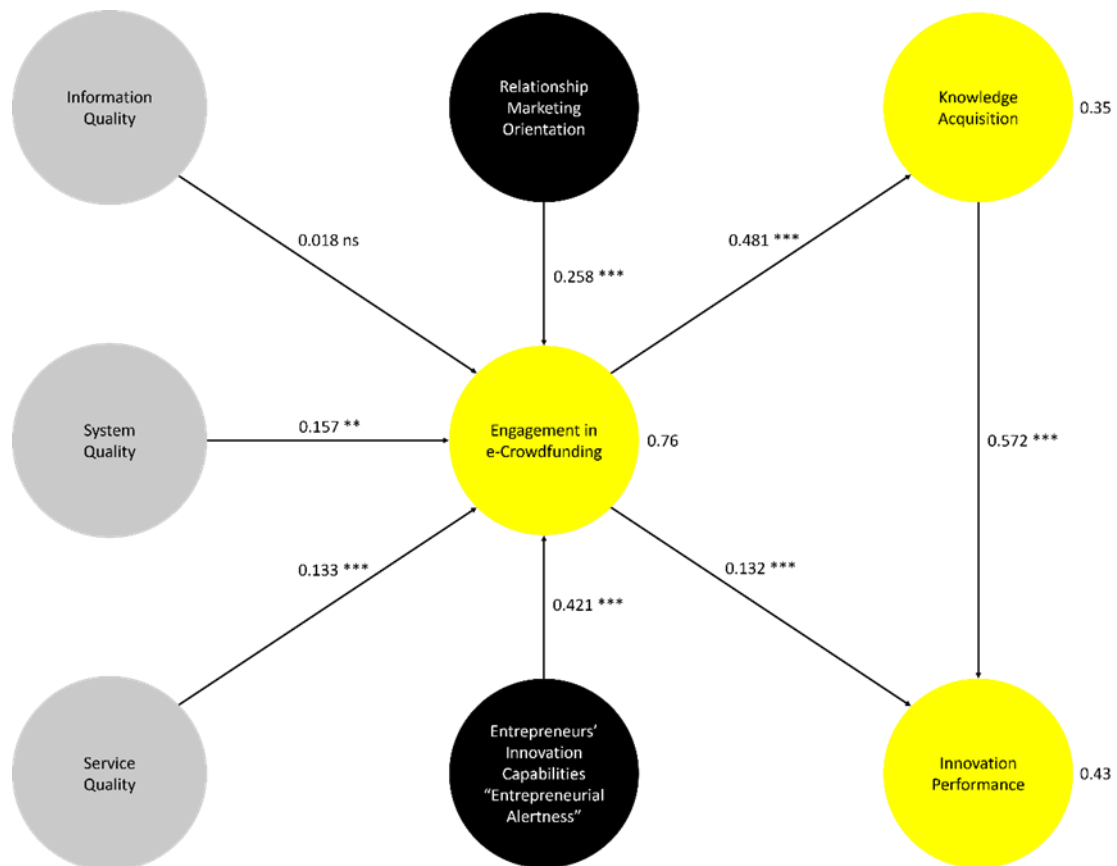 Information
Quality
Relationship
Marketing
Orientation
Knowledge
Acquisition
0.35
0.018 ns
0.258 ***
0.481 ***
System
Quality
0.157 **
Engagement in
e-Crowdfunding
0.76
0.572 ***
0.133 ***
0.421 ***
0.132 ***
Service
Quality
Entrepreneurs’
Innovation
Capabilities
“Entrepreneurial
Alertness”
Innovation
Performance
0.43